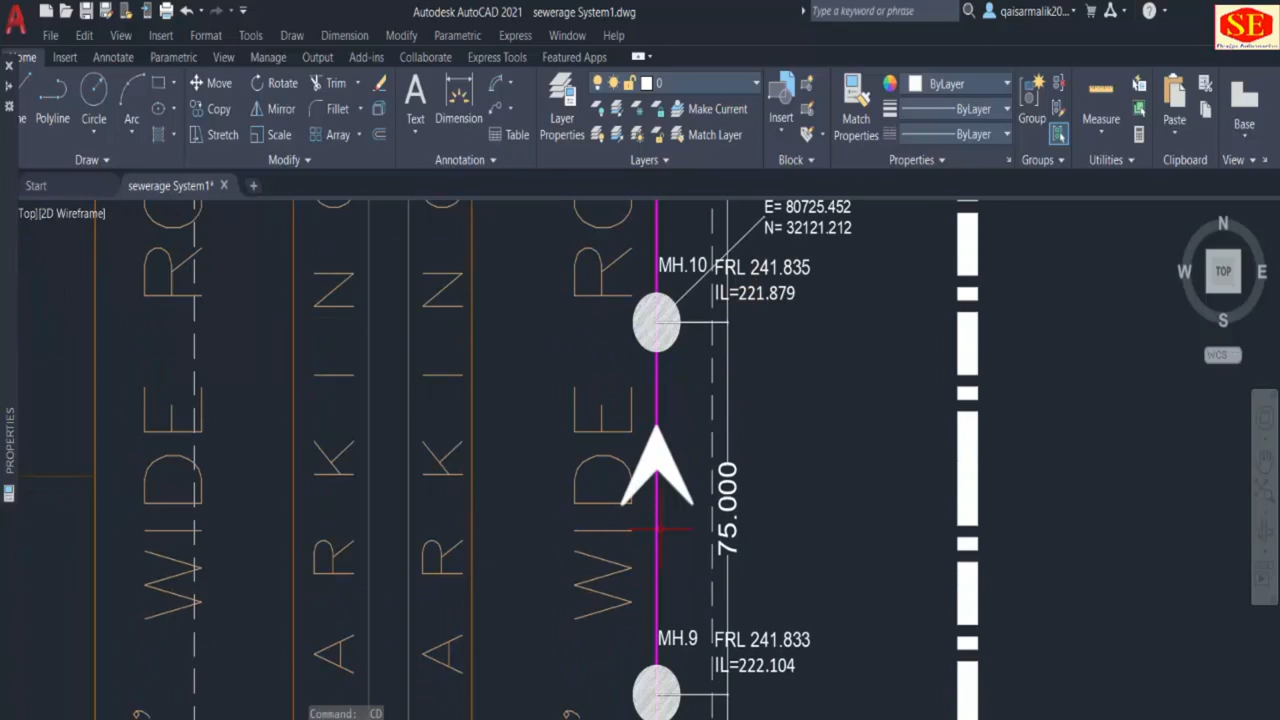 Autodesk AutoCAD 2021 sewerage System1.dwg
Type a keyword or phrase
qaisarmalik20...
SE
File Edit View Insert Format Tools Draw Dimension Modify Parametric Express Window Help
Home Insert Annotate Parametric View Manage Output Add-ins Collaborate Express Tools Featured Apps
Move Rotate Trim
0
ByLayer
Polyline Circle Arc
Copy Mirror Fillet
Text Dimension
Layer Properties
Make Current
Insert
Match Properties
ByLayer
Group
Measure
Paste
Base
Stretch Scale Array
Table
Match Layer
ByLayer
Draw Modify Annotation Layers Block Properties Groups Utilities Clipboard View
Start sewerage System1* X +
Top][2D Wireframe]
E= 80725.452
N= 32121.212
MH.10 FRL 241.835
IL=221.879
N
W TOP E
S
WCS
PROPERTIES
WIDE RO
ARKING
ARKING
WIDE RO
75.000
MH.9 FRL 241.833
IL=222.104
Command: CD